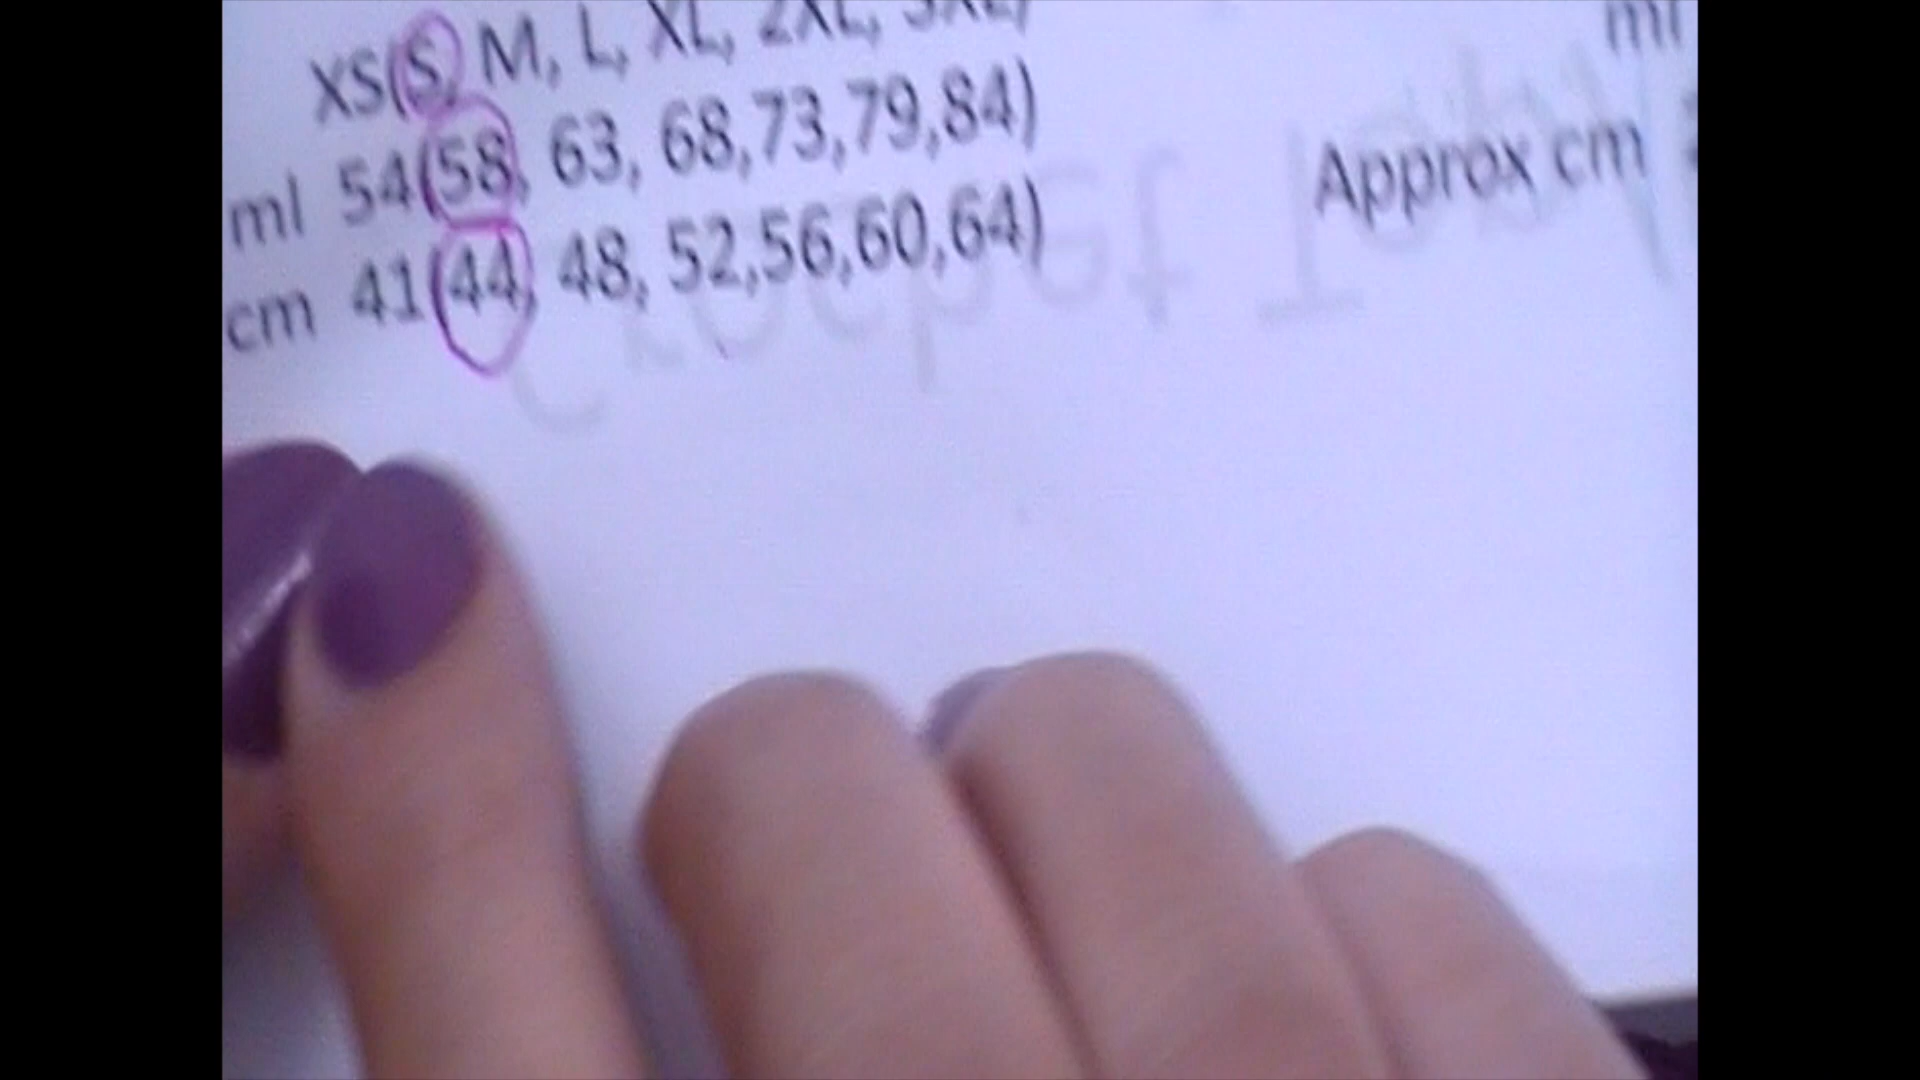 XS(S, M, L, XL, 2XL, 3XL)
ml 54(58, 63, 68,73,79,84)
cm 41(44, 48, 52,56,60,64)
ml
Approx cm